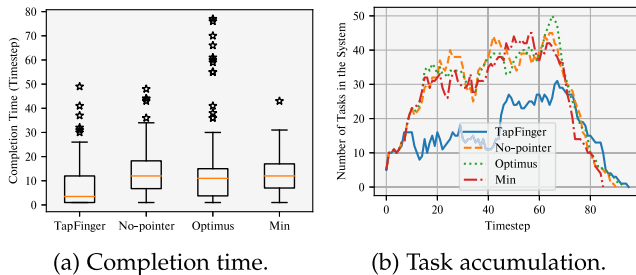 80
70
60
50
40
30
20
10
0
Completion Time (Timestep)
TapFinger No-pointer Optimus Min
(a) Completion time.
50
40
30
20
10
0
Number of Tasks in the System
TapFinger
No-pointer
Optimus
Min
0 20 40 60 80
Timestep
(b) Task accumulation.